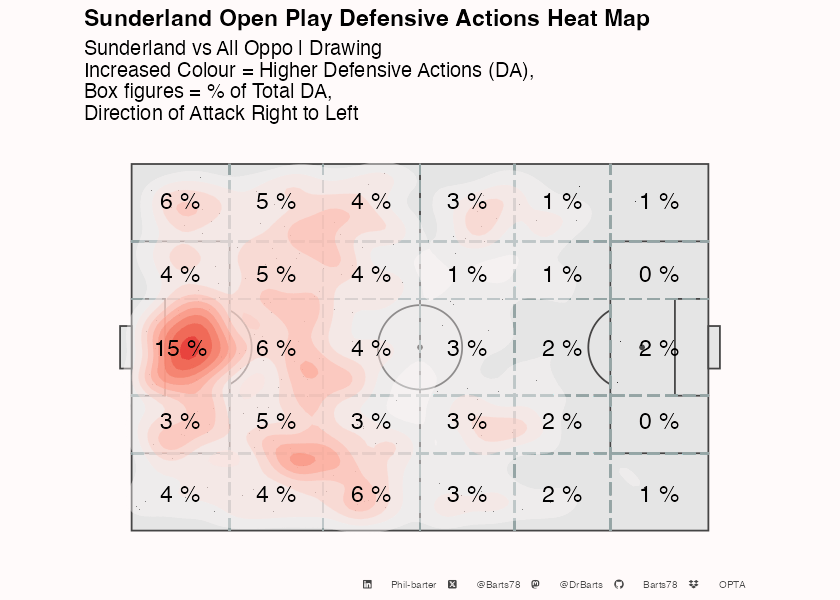 Sunderland Open Play Defensive Actions Heat Map
Sunderland vs All Oppo I Drawing
Increased Colour = Higher Defensive Actions (DA),
Box figures = % of Total DA,
Direction of Attack Right to Left
6 % 5 % 4 % 3 % 1 % 1 %
4 % 5 % 4 % 1 % 1 % 0 %
15 % 6 % 4 % 3 % 2 % 2 %
3 % 5 % 3 % 3 % 2 % 0 %
4 % 4 % 6 % 3 % 2 % 1 %
Phil-barter @Barts78 @DrBarts Barts78 OPTA